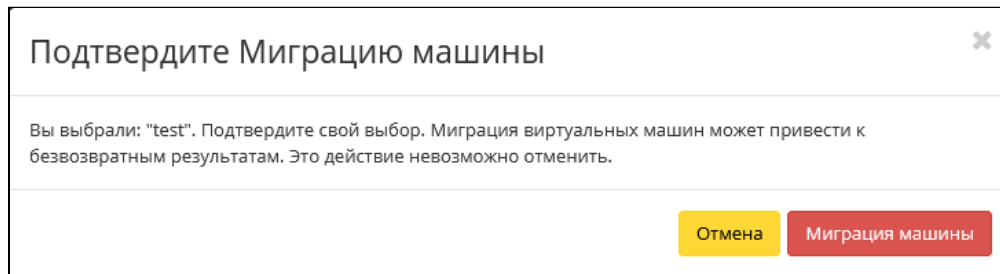 Подтвердите Миграцию машины
Вы выбрали: "test". Подтвердите свой выбор. Миграция виртуальных машин может привести к
безвозвратным результатам. Это действие невозможно отменить.
Отмена
Миграция машины